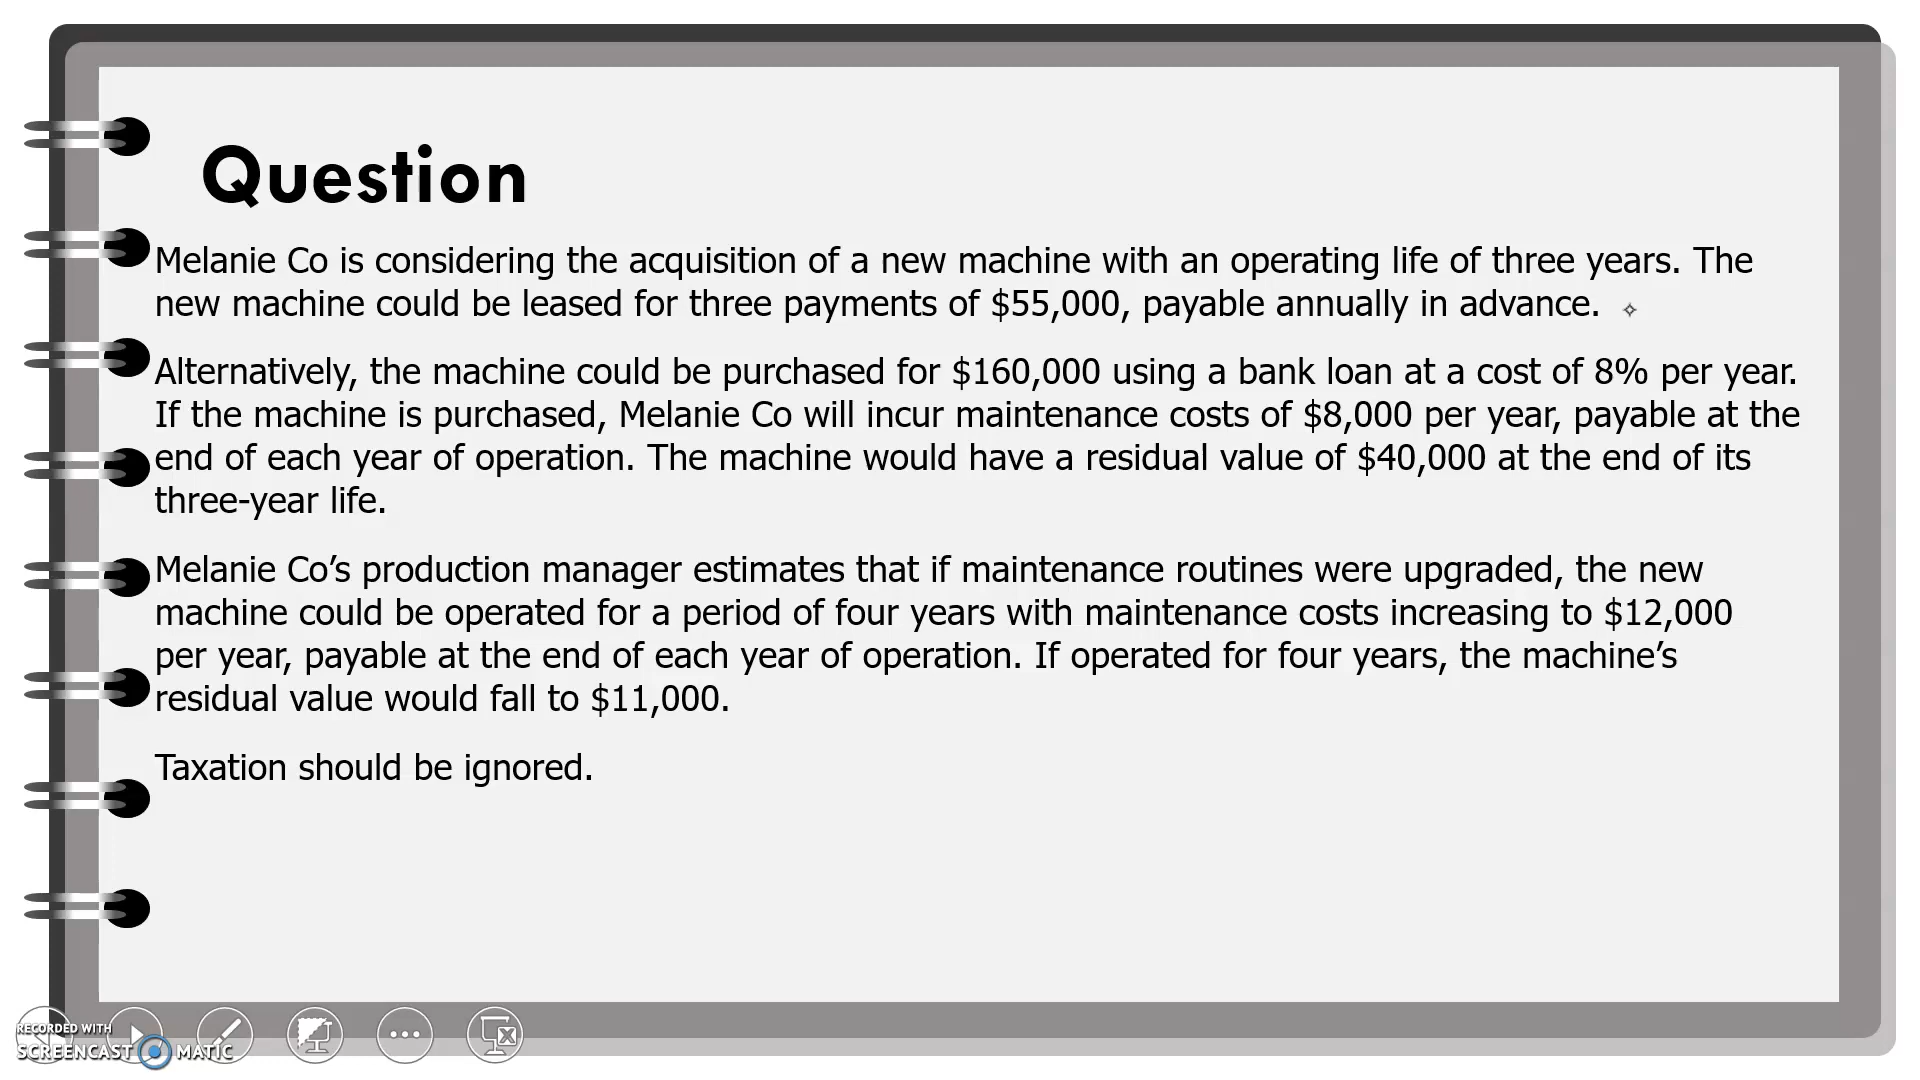 Question
Melanie Co is considering the acquisition of a new machine with an operating life of three years. The
new machine could be leased for three payments of $55,000, payable annually in advance.
Alternatively, the machine could be purchased for $160,000 using a bank loan at a cost of 8% per year.
If the machine is purchased, Melanie Co will incur maintenance costs of $8,000 per year, payable at the
end of each year of operation. The machine would have a residual value of $40,000 at the end of its
three-year life.
Melanie Co’s production manager estimates that if maintenance routines were upgraded, the new
machine could be operated for a period of four years with maintenance costs increasing to $12,000
per year, payable at the end of each year of operation. If operated for four years, the machine’s
residual value would fall to $11,000.
Taxation should be ignored.
RECORDED WITH
SCREENCAST MATIC